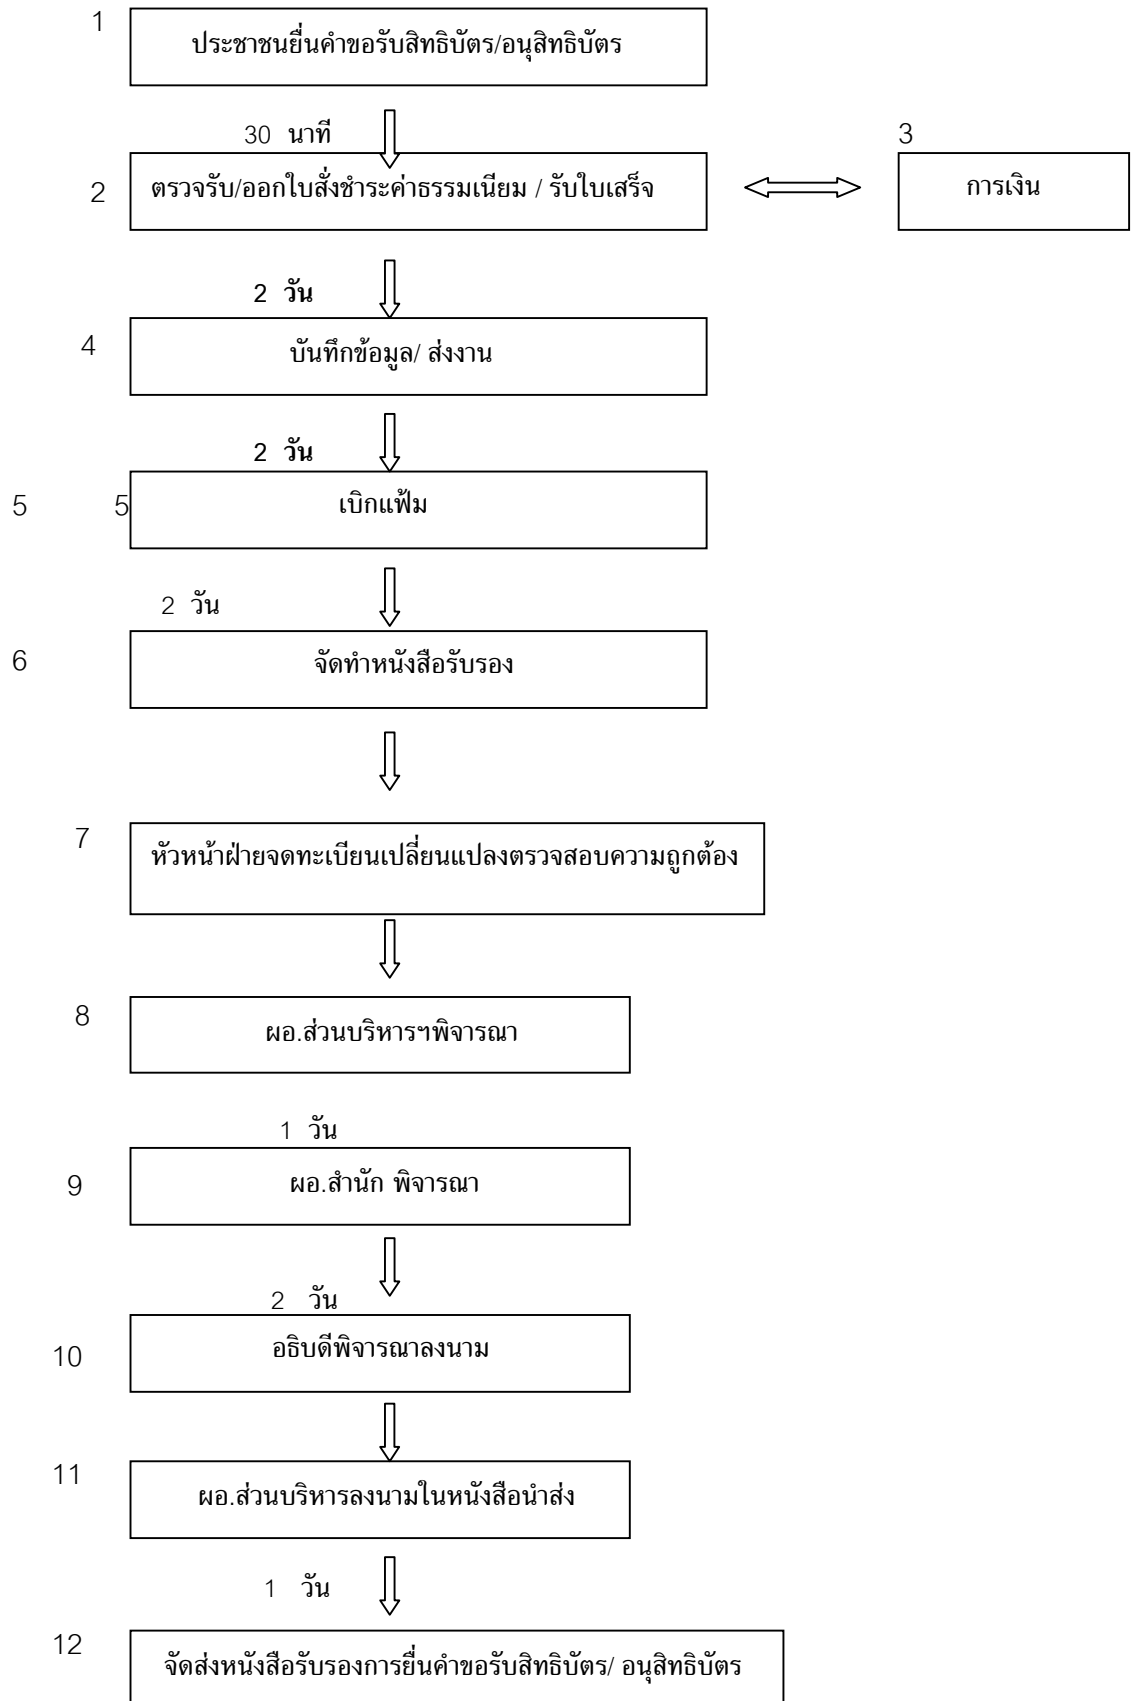 1
ประชาชนยื่นคำขอรับสิทธิบัตร/อนุสิทธิบัตร
30 นาที
3
2
ตรวจรับ/ออกใบสั่งชำระค่าธรรมเนียม / รับใบเสร็จ
การเงิน
2 วัน
4
บันทึกข้อมูล/ ส่งงาน
2 วัน
5 5
เบิกแฟ้ม
2 วัน
6
จัดทำหนังสือรับรอง
7
หัวหน้าฝ่ายจดทะเบียนเปลี่ยนแปลงตรวจสอบความถูกต้อง
8
ผอ.ส่วนบริหารฯพิจารณา
1 วัน
9
ผอ.สำนัก พิจารณา
2 วัน
10
อธิบดีพิจารณาลงนาม
11
ผอ.ส่วนบริหารลงนามในหนังสือนำส่ง
1 วัน
12
จัดส่งหนังสือรับรองการยื่นคำขอรับสิทธิบัตร/ อนุสิทธิบัตร